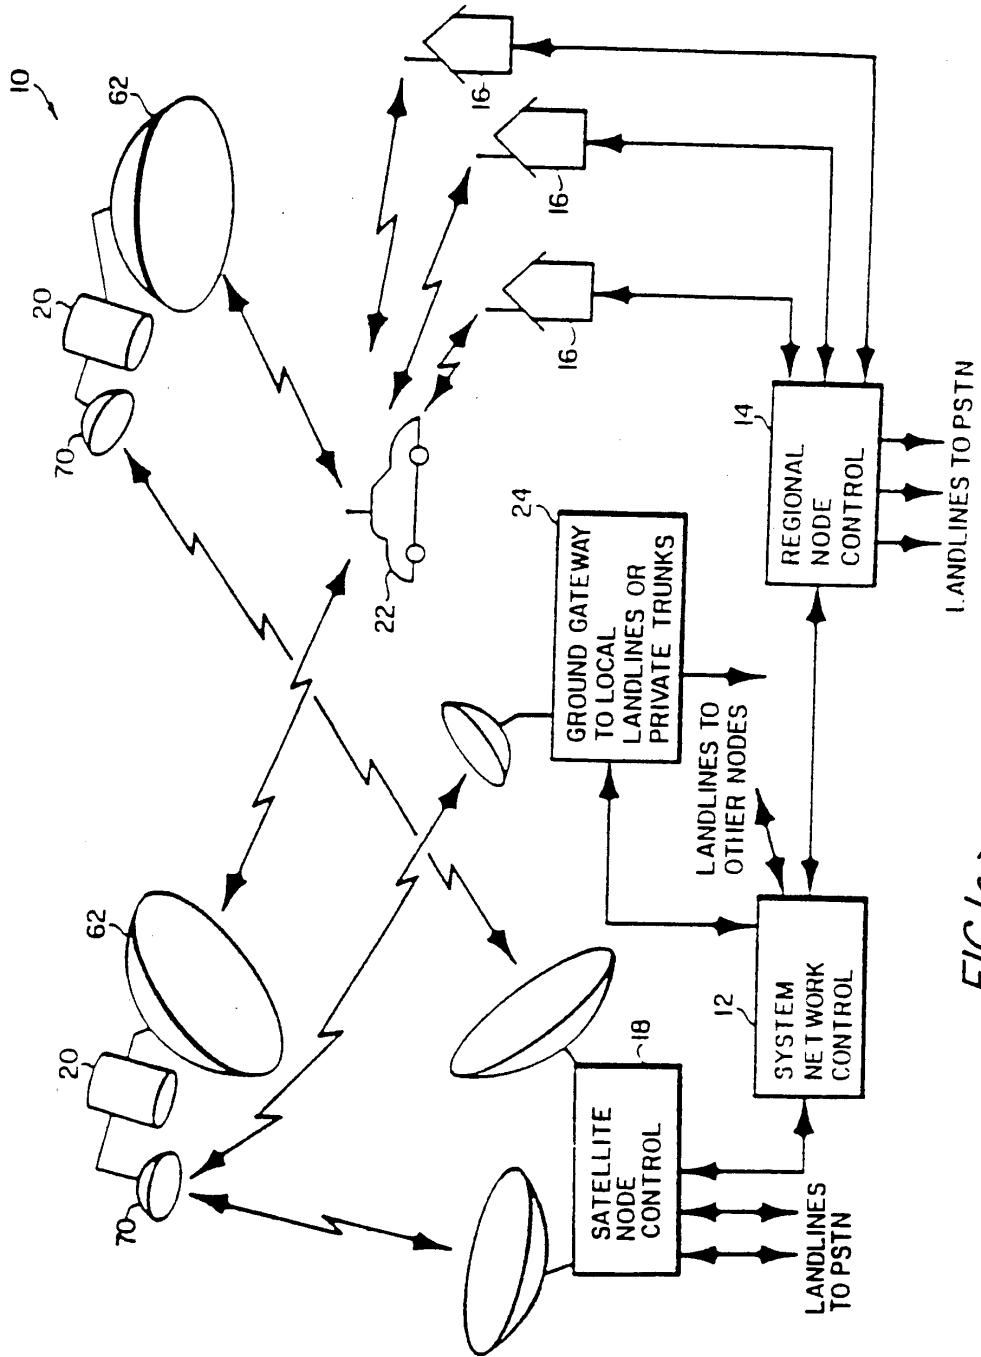 10
62
20
70
62
20
70
22
16
16
16
24
GROUND GATEWAY
TO LOCAL
LANDLINES OR
PRIVATE TRUNKS
18
SATELLITE
NODE
CONTROL
LANDLINES
TO PSTN
12
SYSTEM
NETWORK
CONTROL
LANDLINES TO
OTHER NODES
14
REGIONAL
NODE
CONTROL
LANDLINES TO PSTN